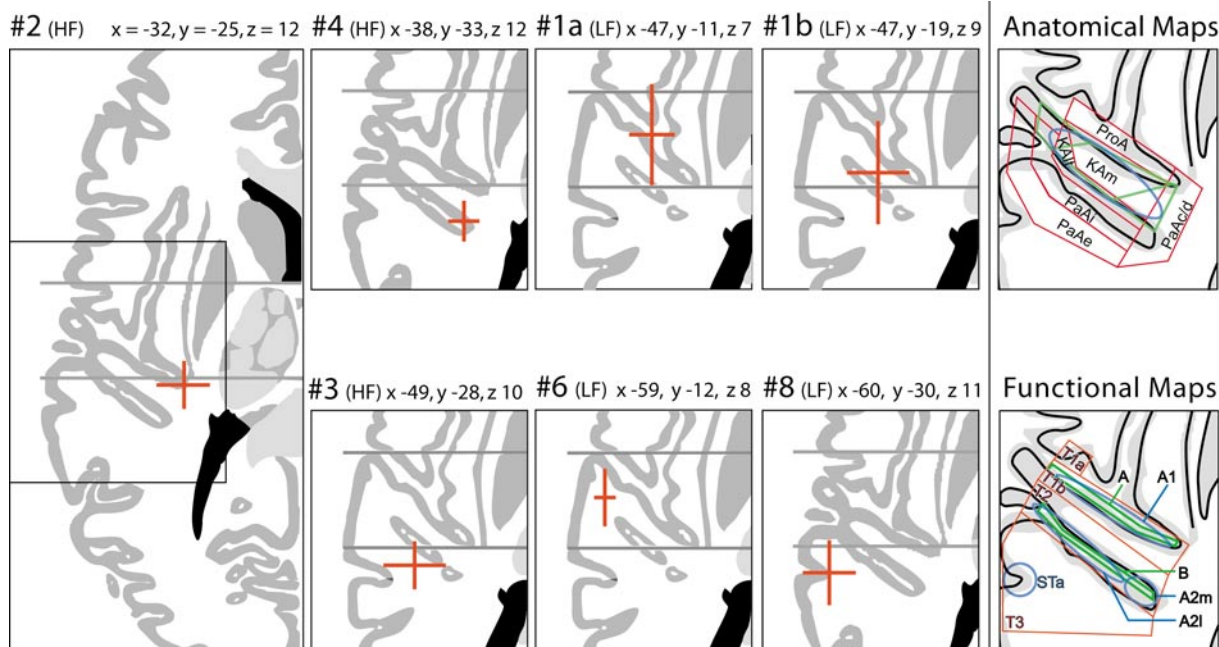 #2 (HF) x = -32, y = -25, z = 12
#4 (HF) x -38, y -33, z 12
#1a (LF) x -47, y -11, z 7
#1b (LF) x -47, y -19, z 9
Anatomical Maps
ProA
KAlt
KAm
PaAi
PaAe
PaAc/d
#3 (HF) x -49, y -28, z 10
#6 (LF) x -59, y -12, z 8
#8 (LF) x -60, y -30, z 11
Functional Maps
T1a
T1b
T2
A
A1
B
STa
A2m
A2l
T3